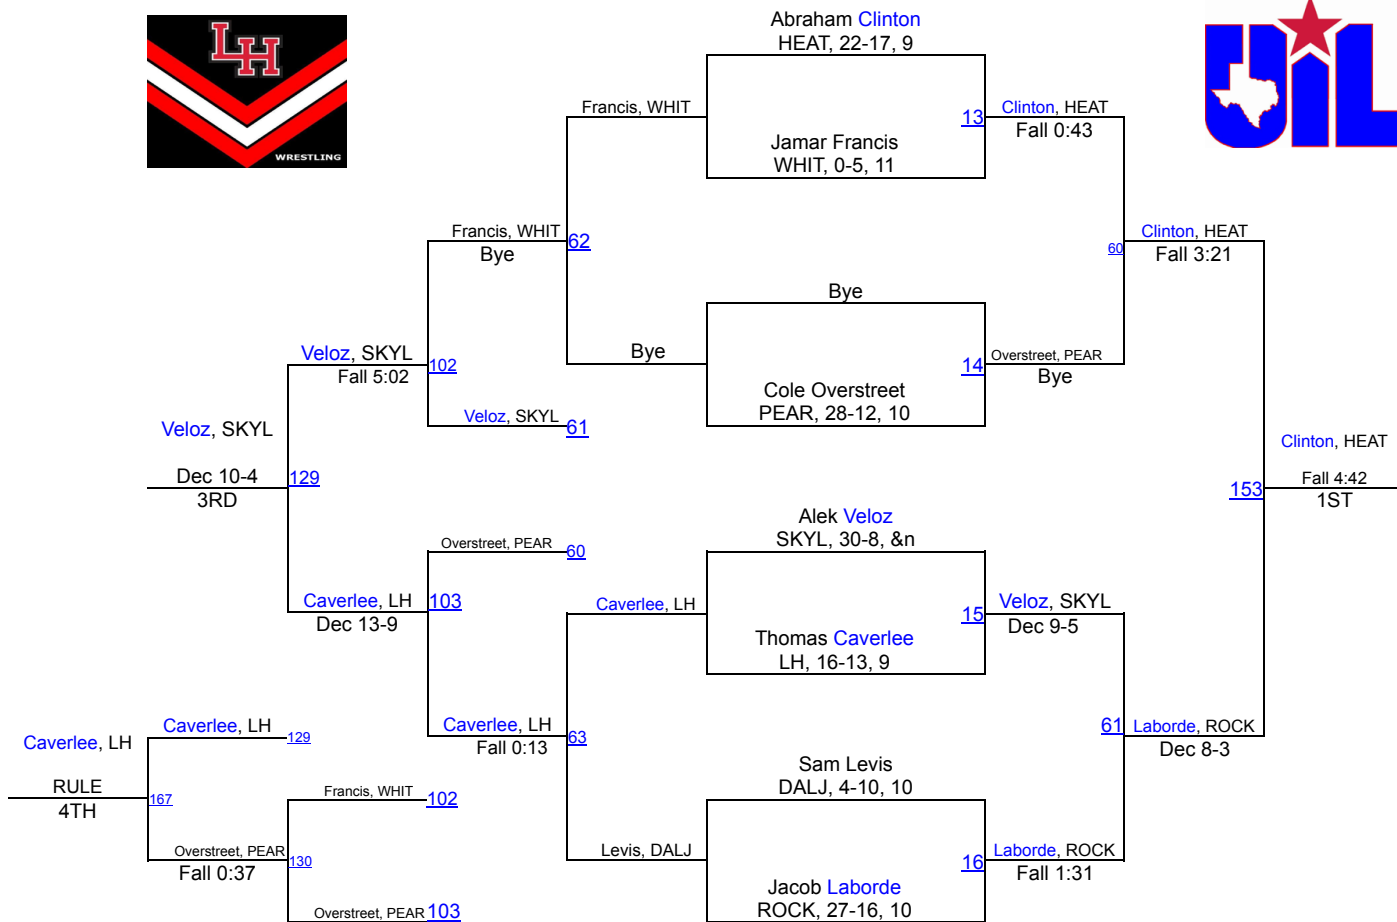 LH
WRESTLING
UIL
Abraham Clinton
HEAT, 22-17, 9
Francis, WHIT
13
Clinton, HEAT
Fall 0:43
Jamar Francis
WHIT, 0-5, 11
Francis, WHIT
Bye
62
60
Clinton, HEAT
Fall 3:21
Bye
Veloz, SKYL
Fall 5:02
102
Bye
14
Overstreet, PEAR
Bye
Cole Overstreet
PEAR, 28-12, 10
Veloz, SKYL
61
Veloz, SKYL
Dec 10-4
3RD
129
Clinton, HEAT
Fall 4:42
1ST
153
Alek Veloz
SKYL, 30-8, &n
Overstreet, PEAR
60
Caverlee, LH
Dec 13-9
103
Caverlee, LH
15
Veloz, SKYL
Dec 9-5
Thomas Caverlee
LH, 16-13, 9
Caverlee, LH
Caverlee, LH
129
Caverlee, LH
Fall 0:13
63
61
Laborde, ROCK
Dec 8-3
RULE
4TH
167
Sam Levis
DALJ, 4-10, 10
Francis, WHIT
102
Overstreet, PEAR
Fall 0:37
130
Levis, DALJ
16
Laborde, ROCK
Fall 1:31
Jacob Laborde
ROCK, 27-16, 10
Overstreet, PEAR
103